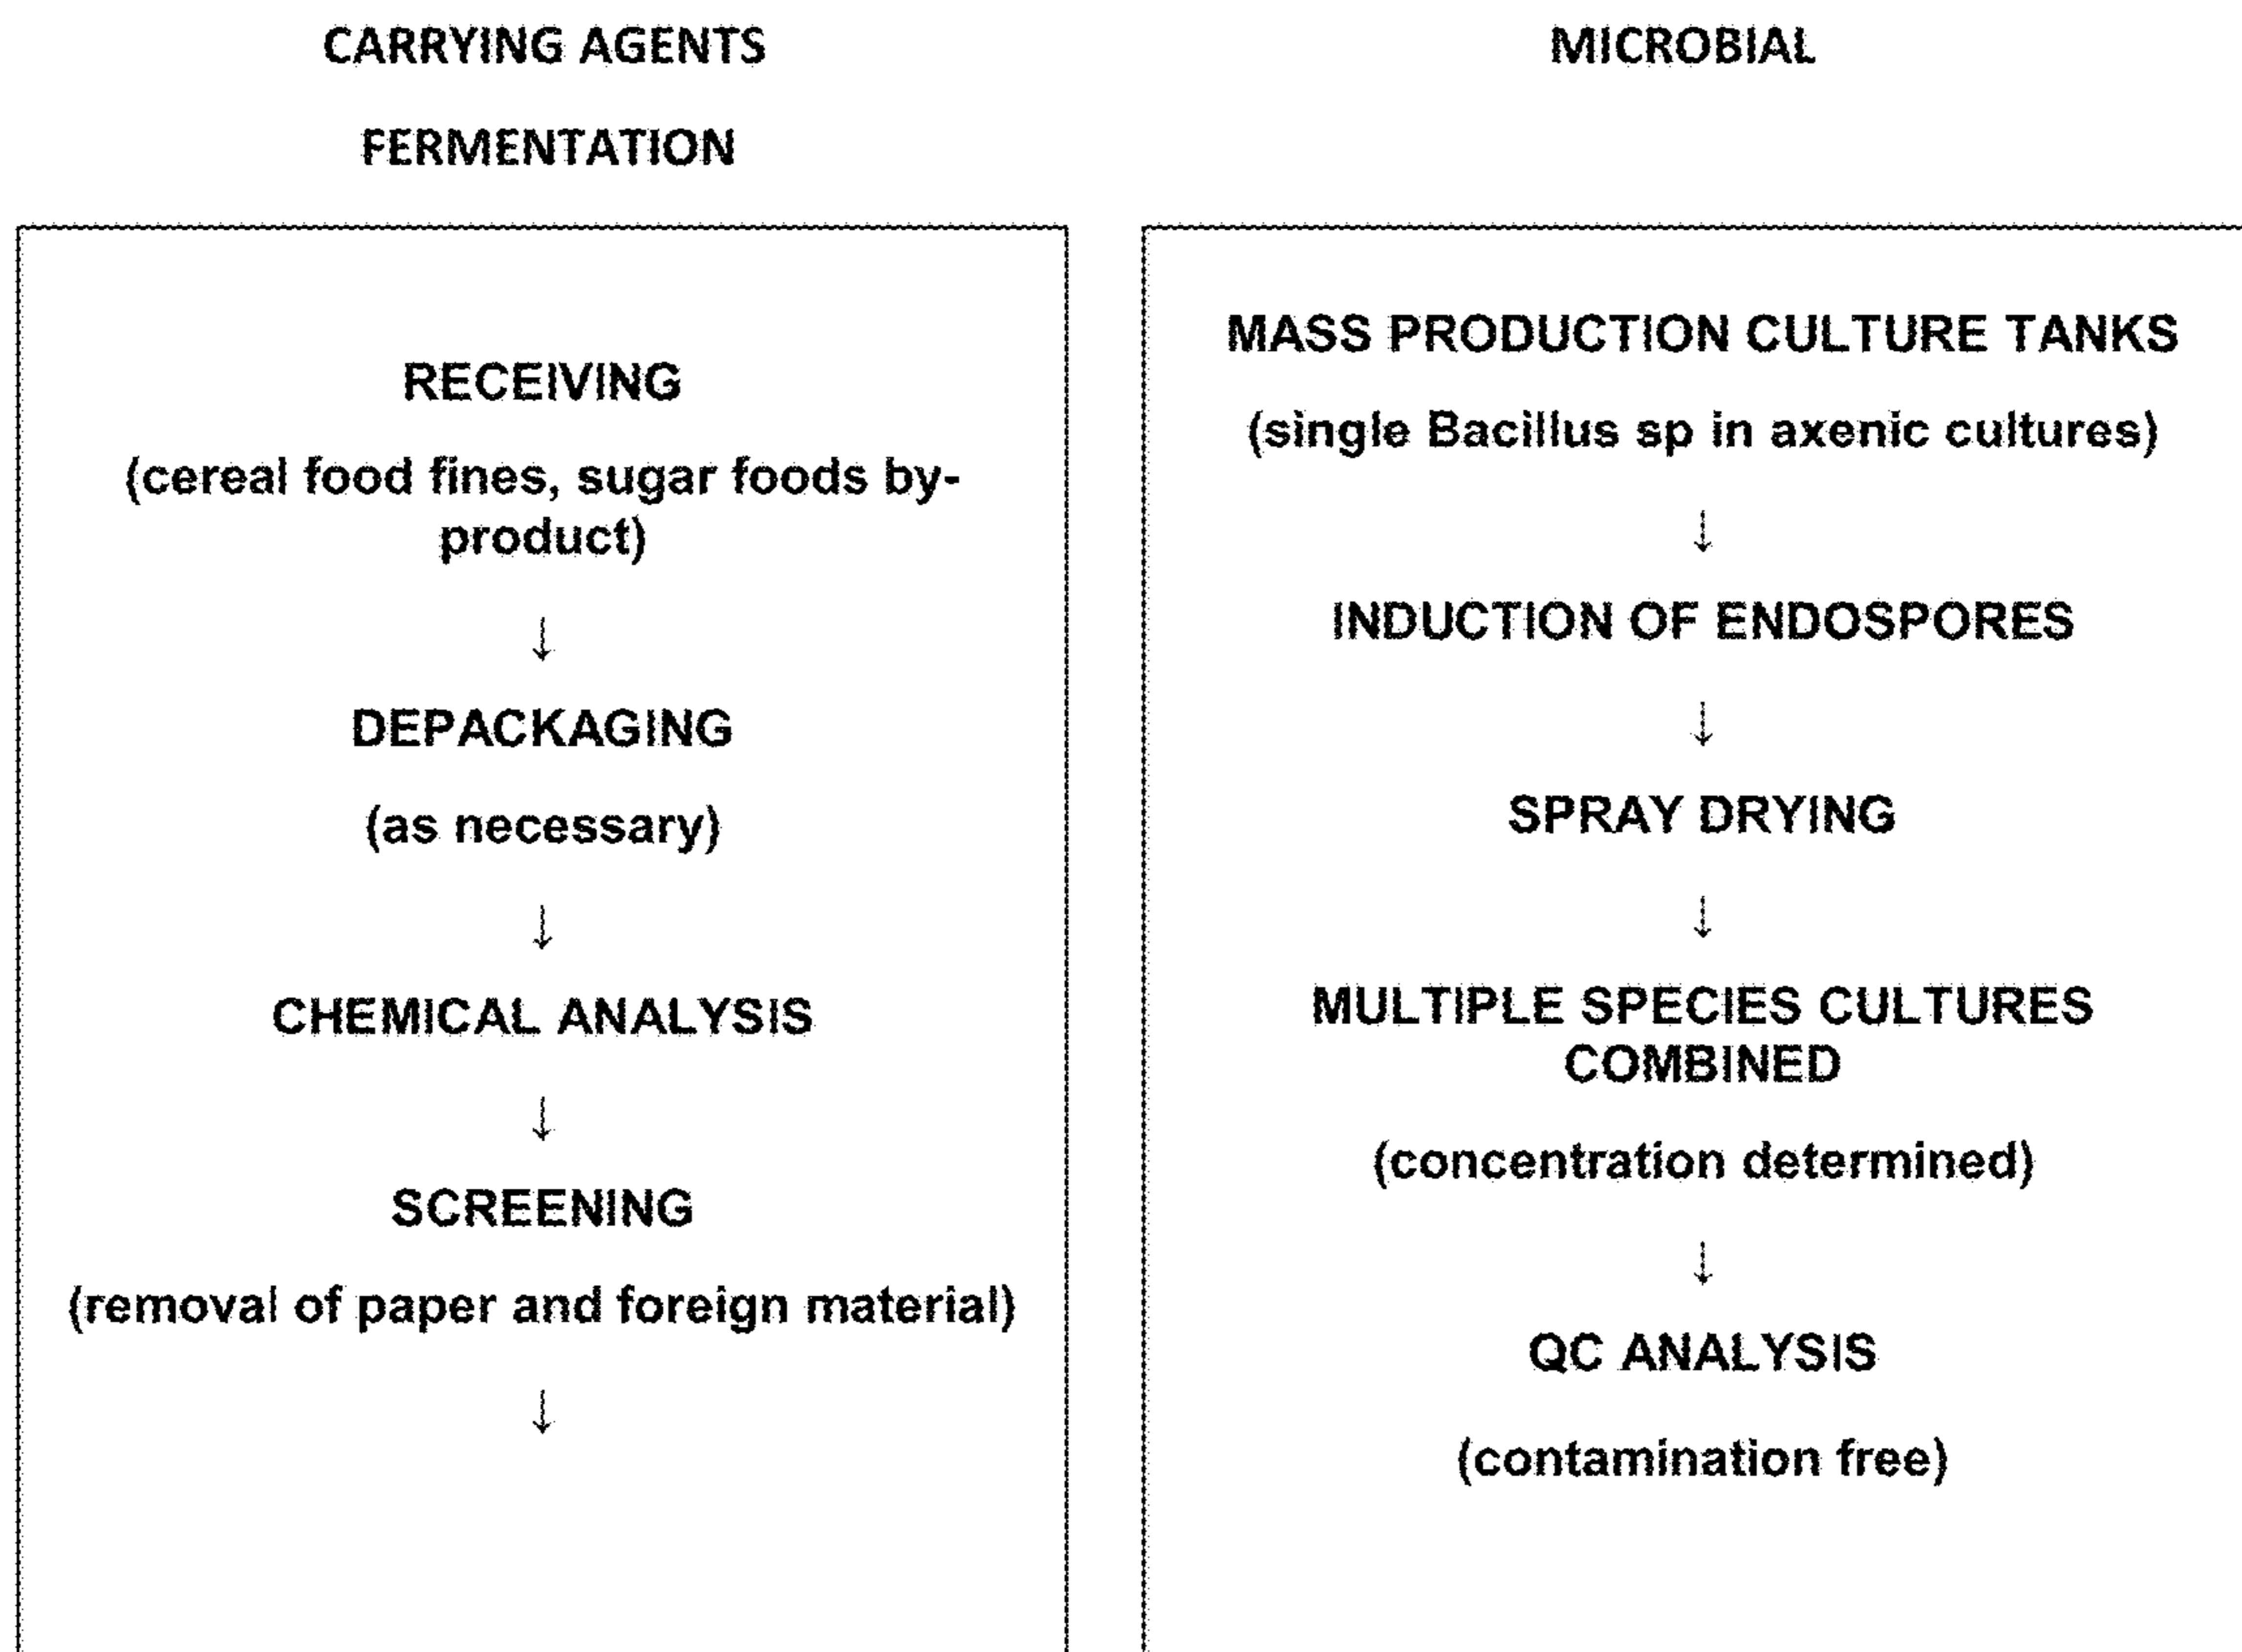 CARRYING AGENTS
FERMENTATION
MICROBIAL
RECEIVING
(cereal food fines, sugar foods by-
product)
↓
DEPACKAGING
(as necessary)
↓
CHEMICAL ANALYSIS
↓
SCREENING
(removal of paper and foreign material)
↓
MASS PRODUCTION CULTURE TANKS
(single Bacillus sp in axenic cultures)
↓
INDUCTION OF ENDOSPORES
↓
SPRAY DRYING
↓
MULTIPLE SPECIES CULTURES
COMBINED
(concentration determined)
↓
QC ANALYSIS
(contamination free)